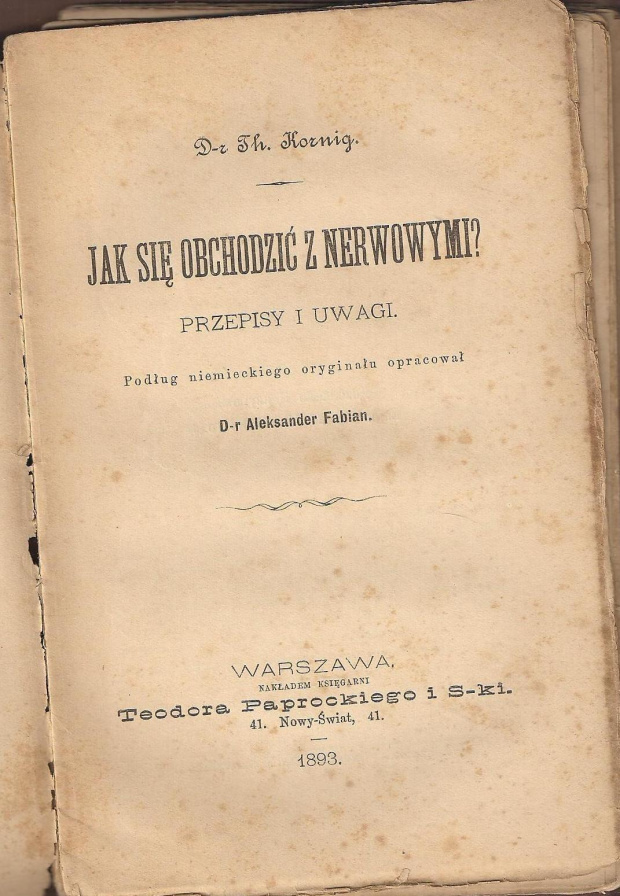 D-r Th. Kornig.
JAK SIĘ OBCHODZIĆ Z NERWOWYMI?
PRZEPISY I UWAGI.
Podług niemieckiego oryginału opracował
D-r Aleksander Fabian.
WARSZAWA,
NAKŁADEM KSIĘGARNI
Teodora Paprockiego i S-ki.
41. Nowy-Świat, 41.
1893.